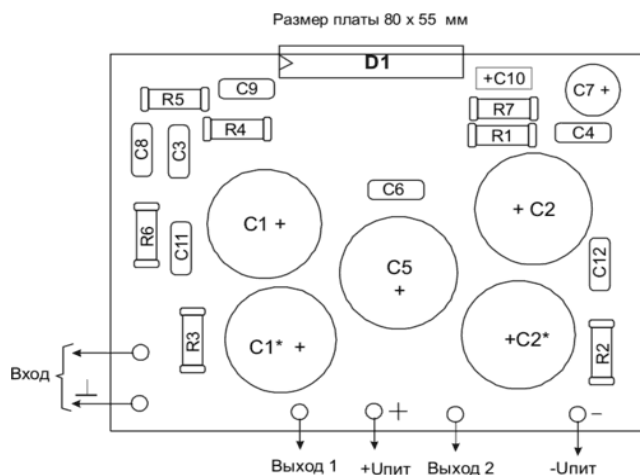 Размер платы 80 x 55 мм
D1
+C10
C7 +
R5
C9
R7
R4
R1
C4
C8
C3
C6
C1 +
+ C2
R6
C11
C5
+
C12
R3
C1* +
+C2*
R2
Вход
+
-
Выход 1
+Uпит
Выход 2
-Uпит